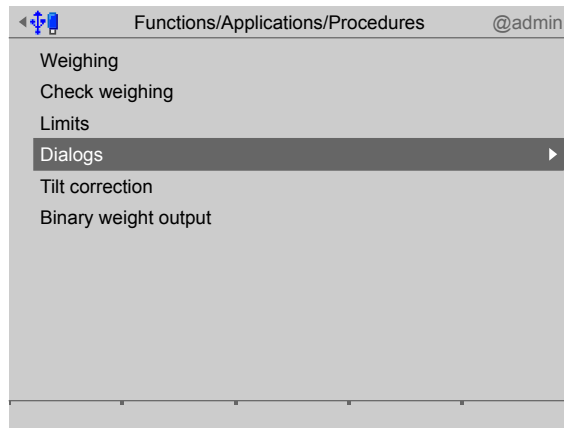 Functions/Applications/Procedures @admin
Weighing
Check weighing
Limits
Dialogs
Tilt correction
Binary weight output